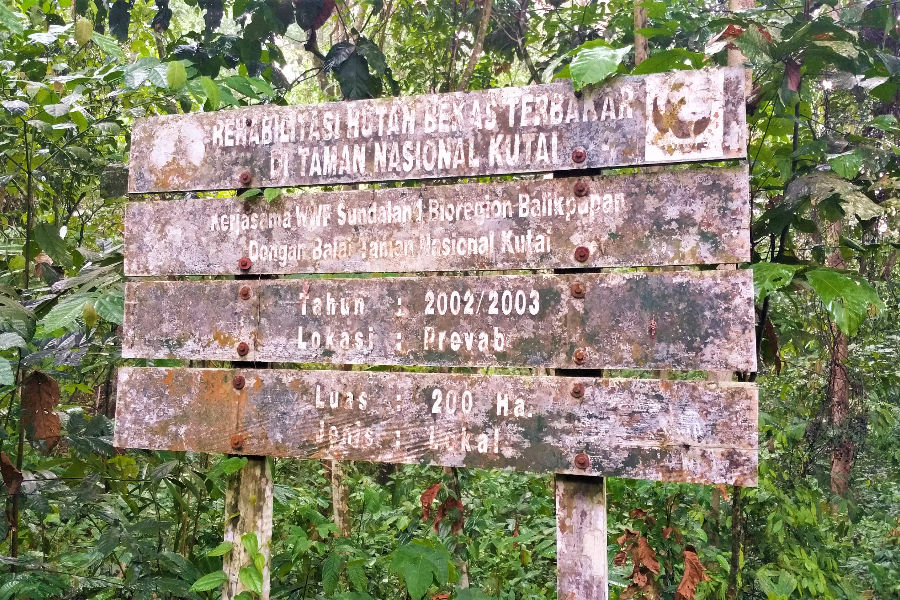 REHABILITASI HUTAN BEKAS TERBAKAR
DI TAMAN NASIONAL KUTAI
Kerjasama WWF Sundaland Bioregion Balikpapan
Dengan Balai Taman Nasional Kutai
Tahun : 2002/2003
Lokasi : Prevab
Luas : 200 Ha.
Jenis : Lokal